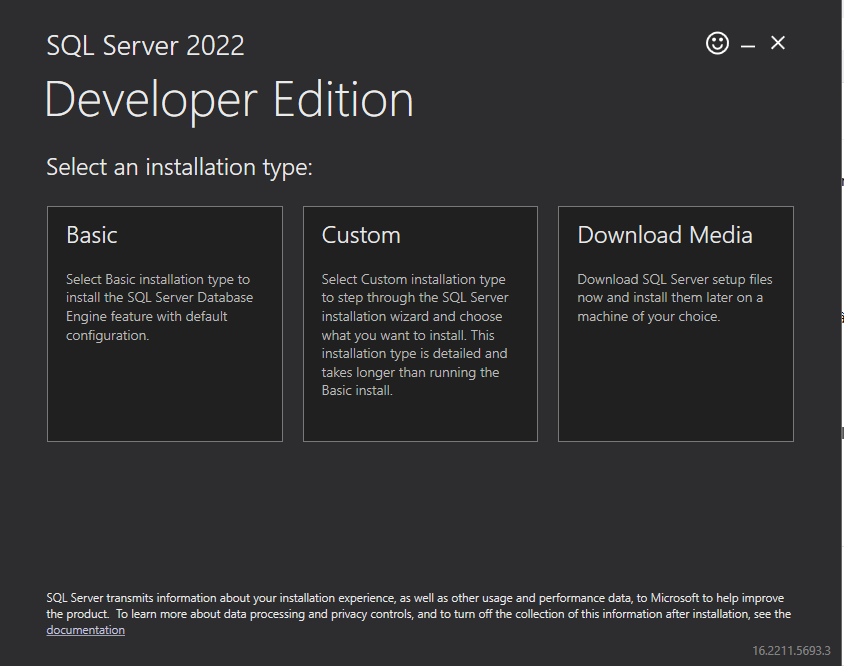 SQL Server 2022
Developer Edition
Select an installation type:
Basic
Select Basic installation type to
install the SQL Server Database
Engine feature with default
configuration.
Custom
Select Custom installation type
to step through the SQL Server
installation wizard and choose
what you want to install. This
installation type is detailed and
takes longer than running the
Basic install.
Download Media
Download SQL Server setup files
now and install them later on a
machine of your choice.
SQL Server transmits information about your installation experience, as well as other usage and performance data, to Microsoft to help improve
the product.  To learn more about data processing and privacy controls, and to turn off the collection of this information after installation, see the
documentation
16.2211.5693.3